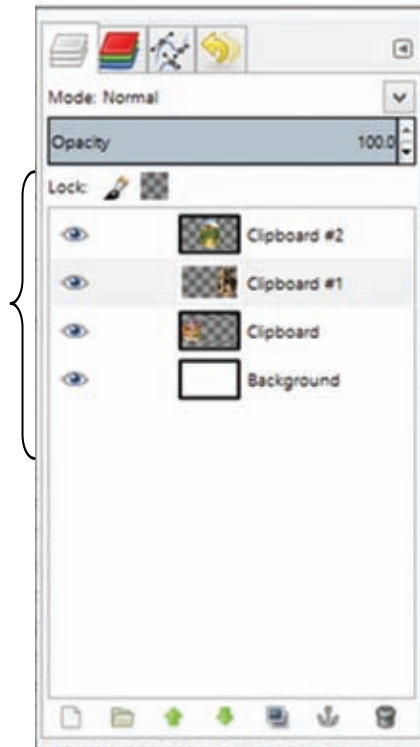 Mode: Normal
Opacity 100.0
Lock:
Clipboard #2
Clipboard #1
Clipboard
Background